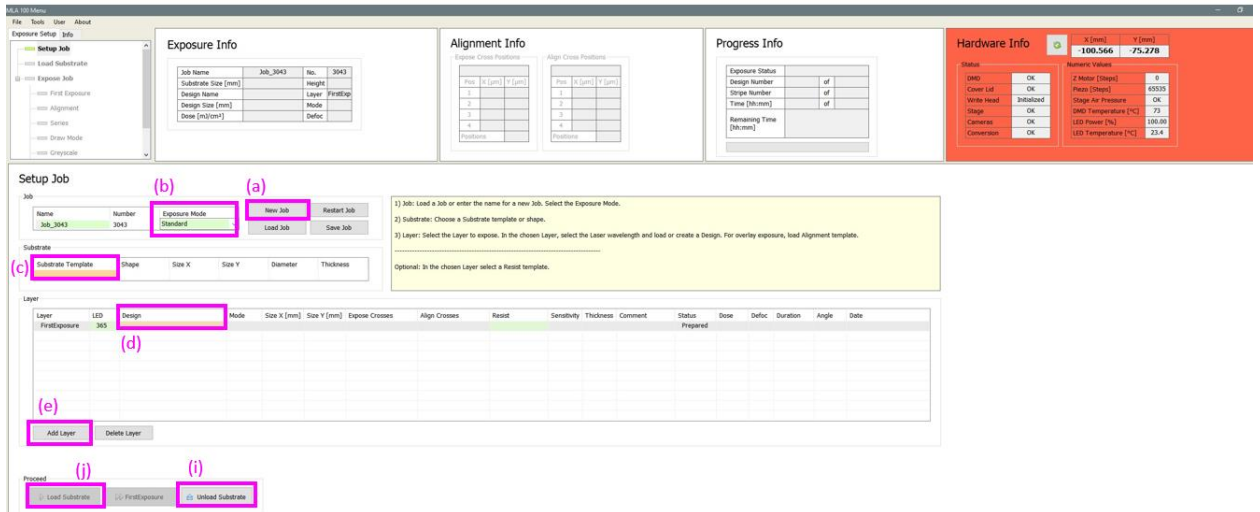 MLA 100 Menu
File Tools User About
Exposure Setup Info
Setup Job
Load Substrate
Expose Job
First Exposure
Alignment
Series
Draw Mode
Greyscale
Exposure Info
Job Name Job_3043 No. 3043
Substrate Size [mm] Height
Design Name Layer FirstExp
Design Size [mm] Mode
Dose [mJ/cm²] Defoc
Alignment Info
Expose Cross Positions Align Cross Positions
Pos X [µm] Y [µm] Pos X [µm] Y [µm]
1 1
2 2
3 3
4 4
Positions Positions
Progress Info
Exposure Status
Design Number of
Stripe Number of
Time [hh:mm] of
Remaining Time
[hh:mm]
Hardware Info X [mm] Y [mm]
-100.566 -75.278
Status Numeric Values
DMD OK Z Motor [Steps] 0
Cover Lid OK Piezo [Steps] 65535
Write Head Initialized Stage Air Pressure OK
Stage OK DMD Temperature [°C] 73
Cameras OK LED Power [%] 100.00
Conversion OK LED Temperature [°C] 23.4
Setup Job
(b) (a)
Job
Name Number Exposure Mode New Job Restart Job
Job_3043 3043 Standard Load Job Save Job
1) Job: Load a Job or enter the name for a new Job. Select the Exposure Mode.
2) Substrate: Choose a Substrate template or shape.
3) Layer: Select the Layer to expose. In the chosen Layer, select the Laser wavelength and load or create a Design. For overlay exposure, load Alignment template.
Optional: In the chosen Layer select a Resist template.
Substrate
(c) Substrate Template Shape Size X Size Y Diameter Thickness
Layer
Layer LED Design Mode Size X [mm] Size Y [mm] Expose Crosses Align Crosses Resist Sensitivity Thickness Comment Status Dose Defoc Duration Angle Date
FirstExposure 365 Prepared
(d)
(e)
Add Layer Delete Layer
(j) (i)
Proceed
Load Substrate FirstExposure Unload Substrate